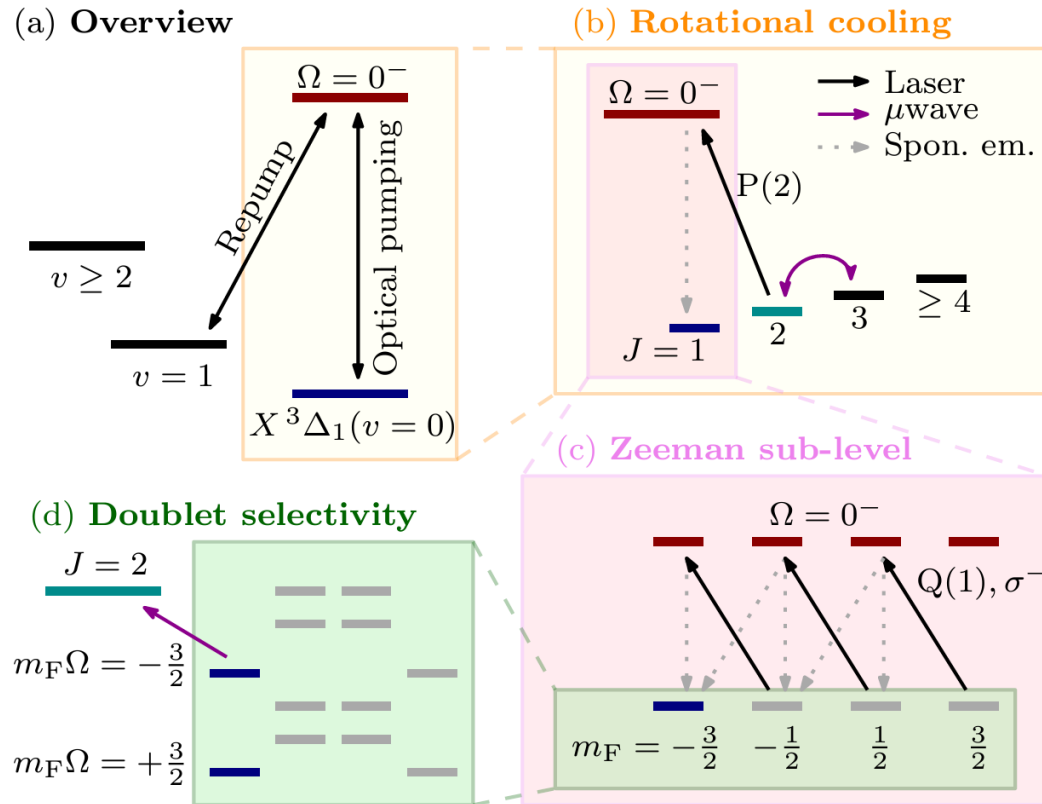 (a) Overview
Ω = 0⁻
Repump
Optical pumping
v ≥ 2
v = 1
X ³Δ₁(v = 0)
(b) Rotational cooling
Ω = 0⁻
Laser
μwave
Spon. em.
P(2)
J = 1
2
3
≥ 4
(c) Zeeman sub-level
Ω = 0⁻
Q(1), σ⁻
m_F = −3/2 −1/2 1/2 3/2
(d) Doublet selectivity
J = 2
m_FΩ = −3/2
m_FΩ = +3/2